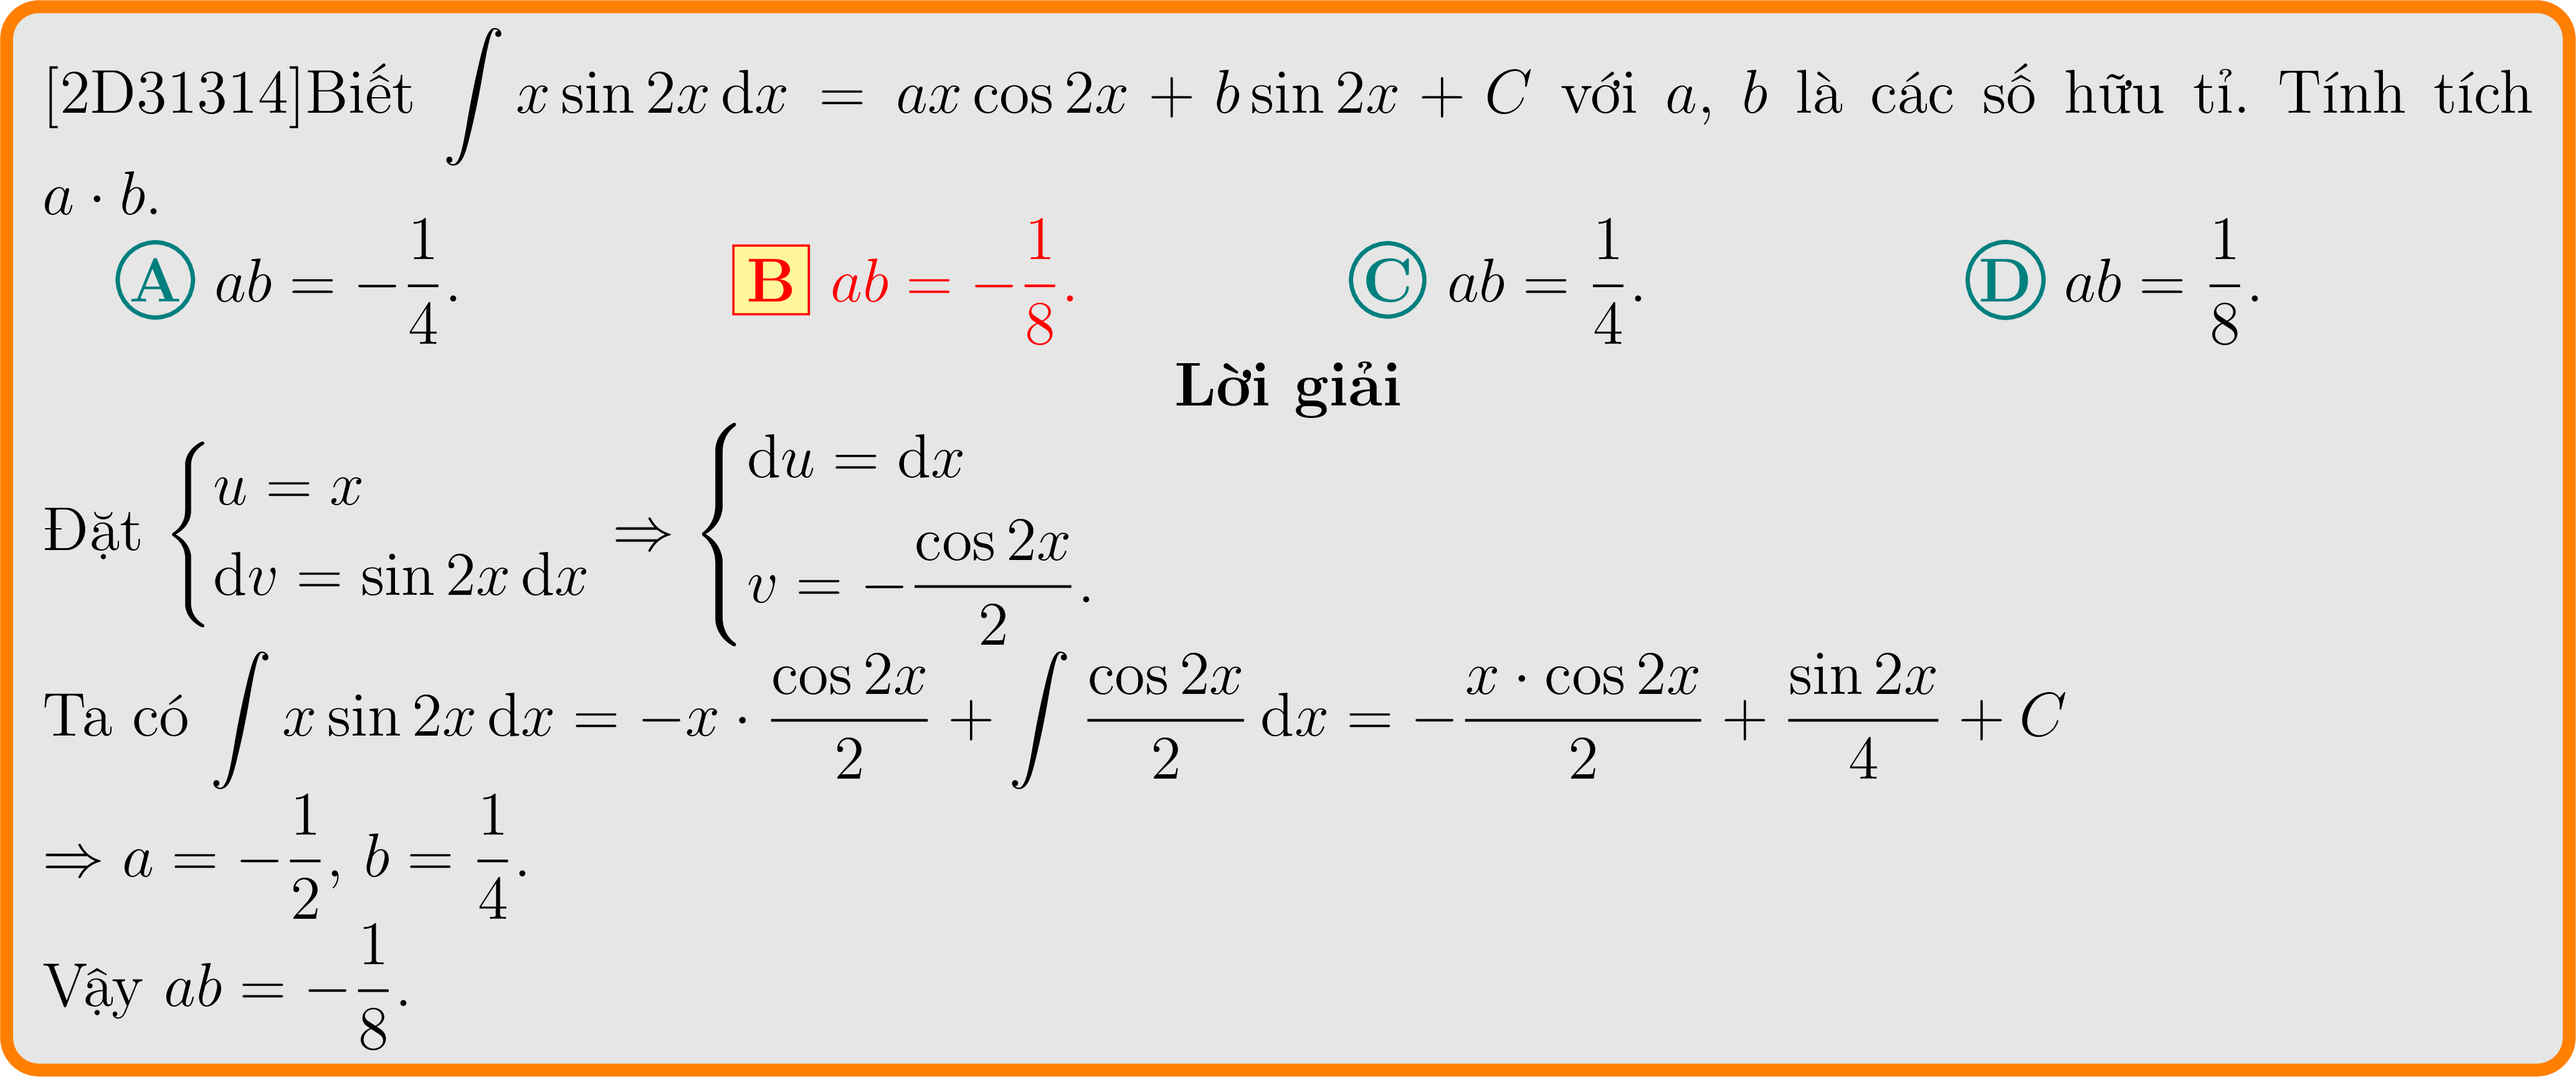 [2D31314]Biết $\int x \sin 2x \, \mathrm{d}x = ax \cos 2x + b \sin 2x + C$ với $a$, $b$ là các số hữu tỉ. Tính tích
$a \cdot b$.
A $ab = -\frac{1}{4}$. B $ab = -\frac{1}{8}$. C $ab = \frac{1}{4}$. D $ab = \frac{1}{8}$.
Lời giải
Đặt $\begin{cases} u = x \\ \mathrm{d}v = \sin 2x \, \mathrm{d}x \end{cases} \Rightarrow \begin{cases} \mathrm{d}u = \mathrm{d}x \\ v = -\frac{\cos 2x}{2}. \end{cases}$
Ta có $\int x \sin 2x \, \mathrm{d}x = -x \cdot \frac{\cos 2x}{2} + \int \frac{\cos 2x}{2} \, \mathrm{d}x = -\frac{x \cdot \cos 2x}{2} + \frac{\sin 2x}{4} + C$
$\Rightarrow a = -\frac{1}{2}$, $b = \frac{1}{4}$.
Vậy $ab = -\frac{1}{8}$.